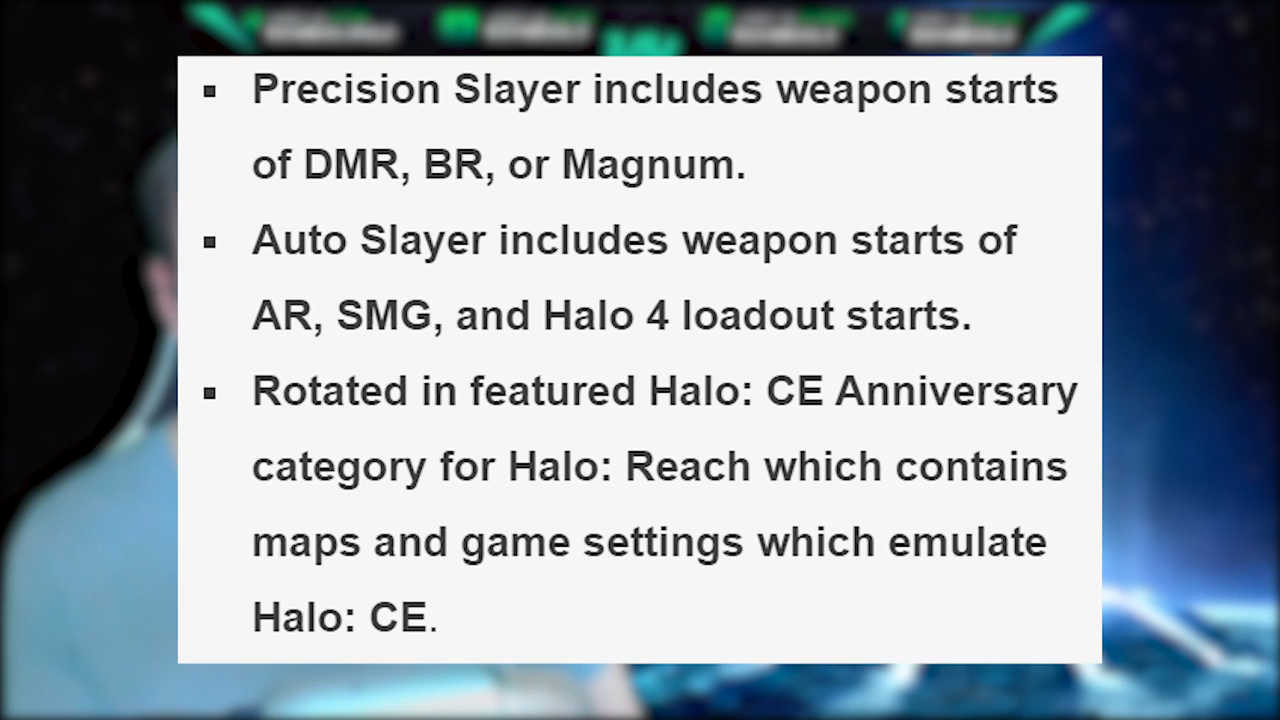 ▪ Precision Slayer includes weapon starts
of DMR, BR, or Magnum.
▪ Auto Slayer includes weapon starts of
AR, SMG, and Halo 4 loadout starts.
▪ Rotated in featured Halo: CE Anniversary
category for Halo: Reach which contains
maps and game settings which emulate
Halo: CE.